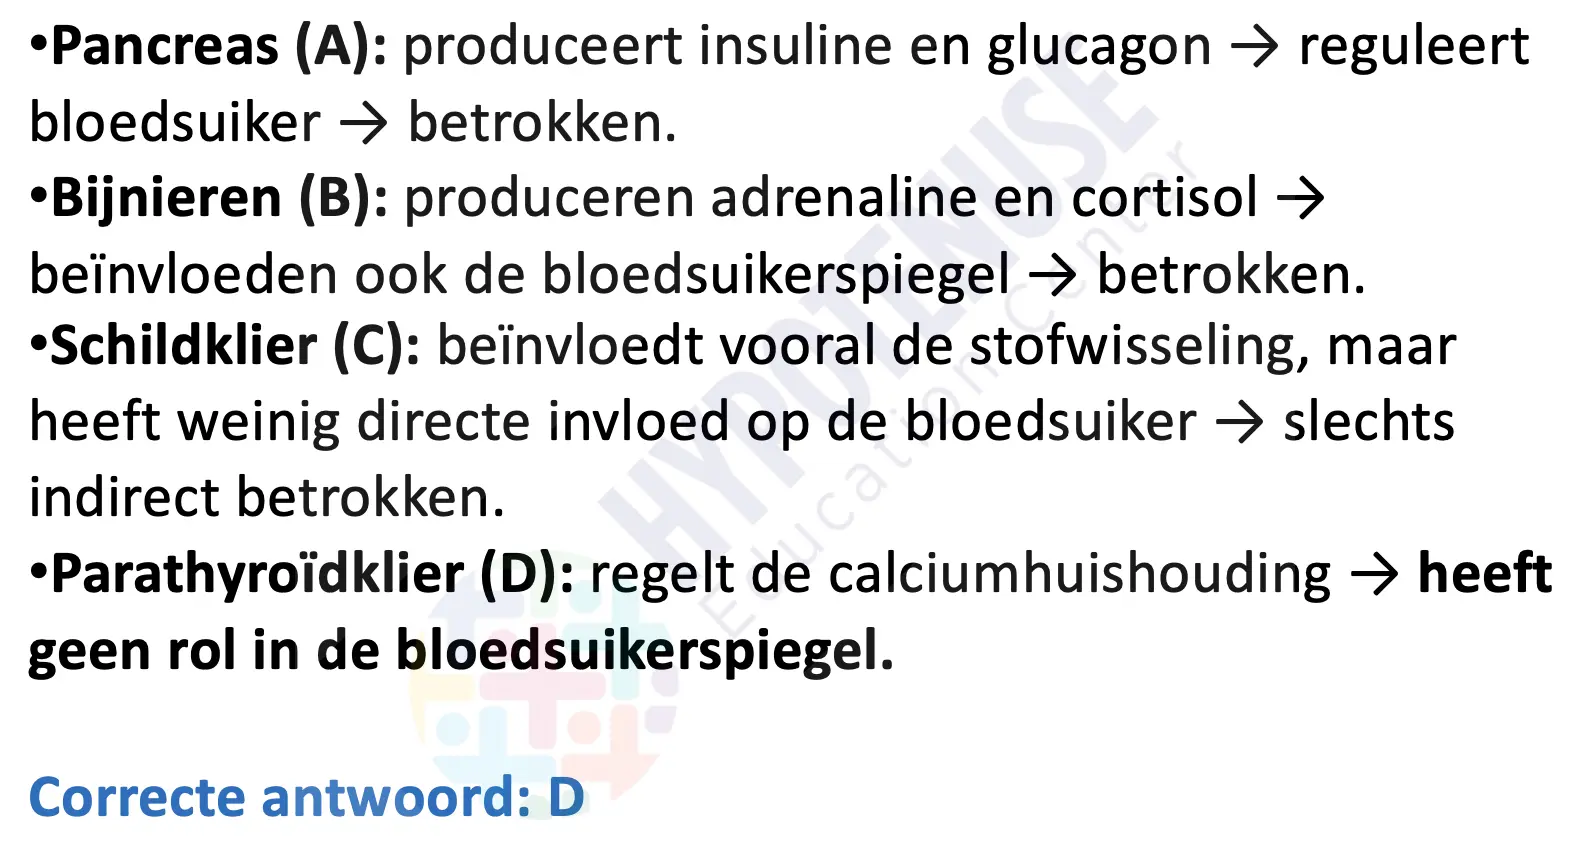 •Pancreas (A): produceert insuline en glucagon → reguleert
bloedsuiker → betrokken.
•Bijnieren (B): produceren adrenaline en cortisol →
beïnvloeden ook de bloedsuikerspiegel → betrokken.
•Schildklier (C): beïnvloedt vooral de stofwisseling, maar
heeft weinig directe invloed op de bloedsuiker → slechts
indirect betrokken.
•Parathyroïdklier (D): regelt de calciumhuishouding → heeft
geen rol in de bloedsuikerspiegel.
Correcte antwoord: D
HYPOTENUSE
Education Center